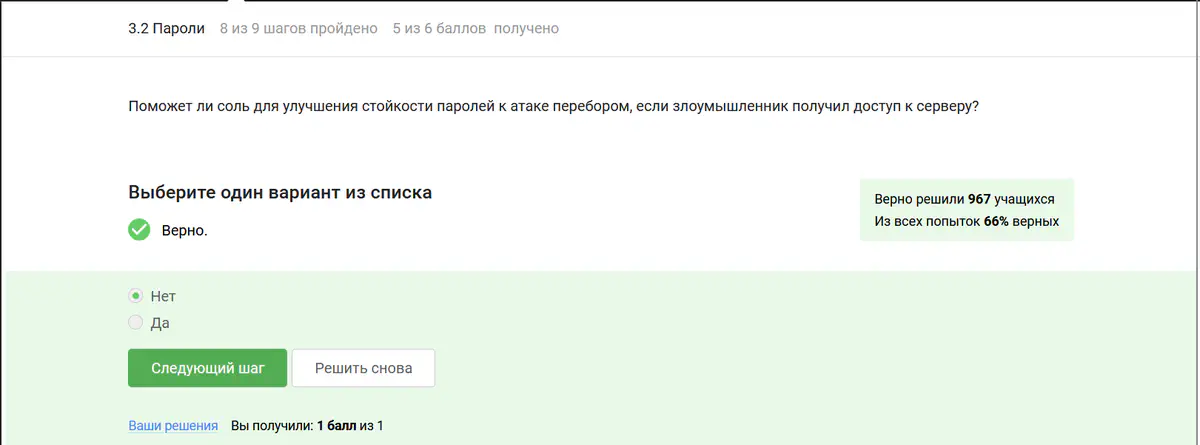 3.2 Пароли 8 из 9 шагов пройдено 5 из 6 баллов получено
Поможет ли соль для улучшения стойкости паролей к атаке перебором, если злоумышленник получил доступ к серверу?
Выберите один вариант из списка
Верно.
Верно решили 967 учащихся
Из всех попыток 66% верных
Нет
Да
Следующий шаг Решить снова
Ваши решения Вы получили: 1 балл из 1